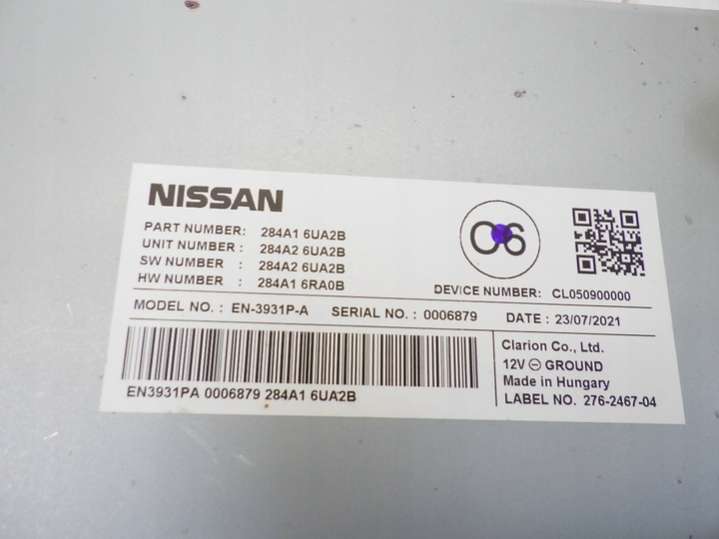 NISSAN
PART NUMBER: 284A1 6UA2B
UNIT NUMBER : 284A2 6UA2B
SW NUMBER : 284A2 6UA2B
HW NUMBER : 284A1 6RA0B
06
DEVICE NUMBER: CL050900000
MODEL NO. : EN-3931P-A SERIAL NO. : 0006879 DATE : 23/07/2021
EN3931PA 0006879 284A1 6UA2B
Clarion Co., Ltd.
12V ⊖ GROUND
Made in Hungary
LABEL NO. 276-2467-04